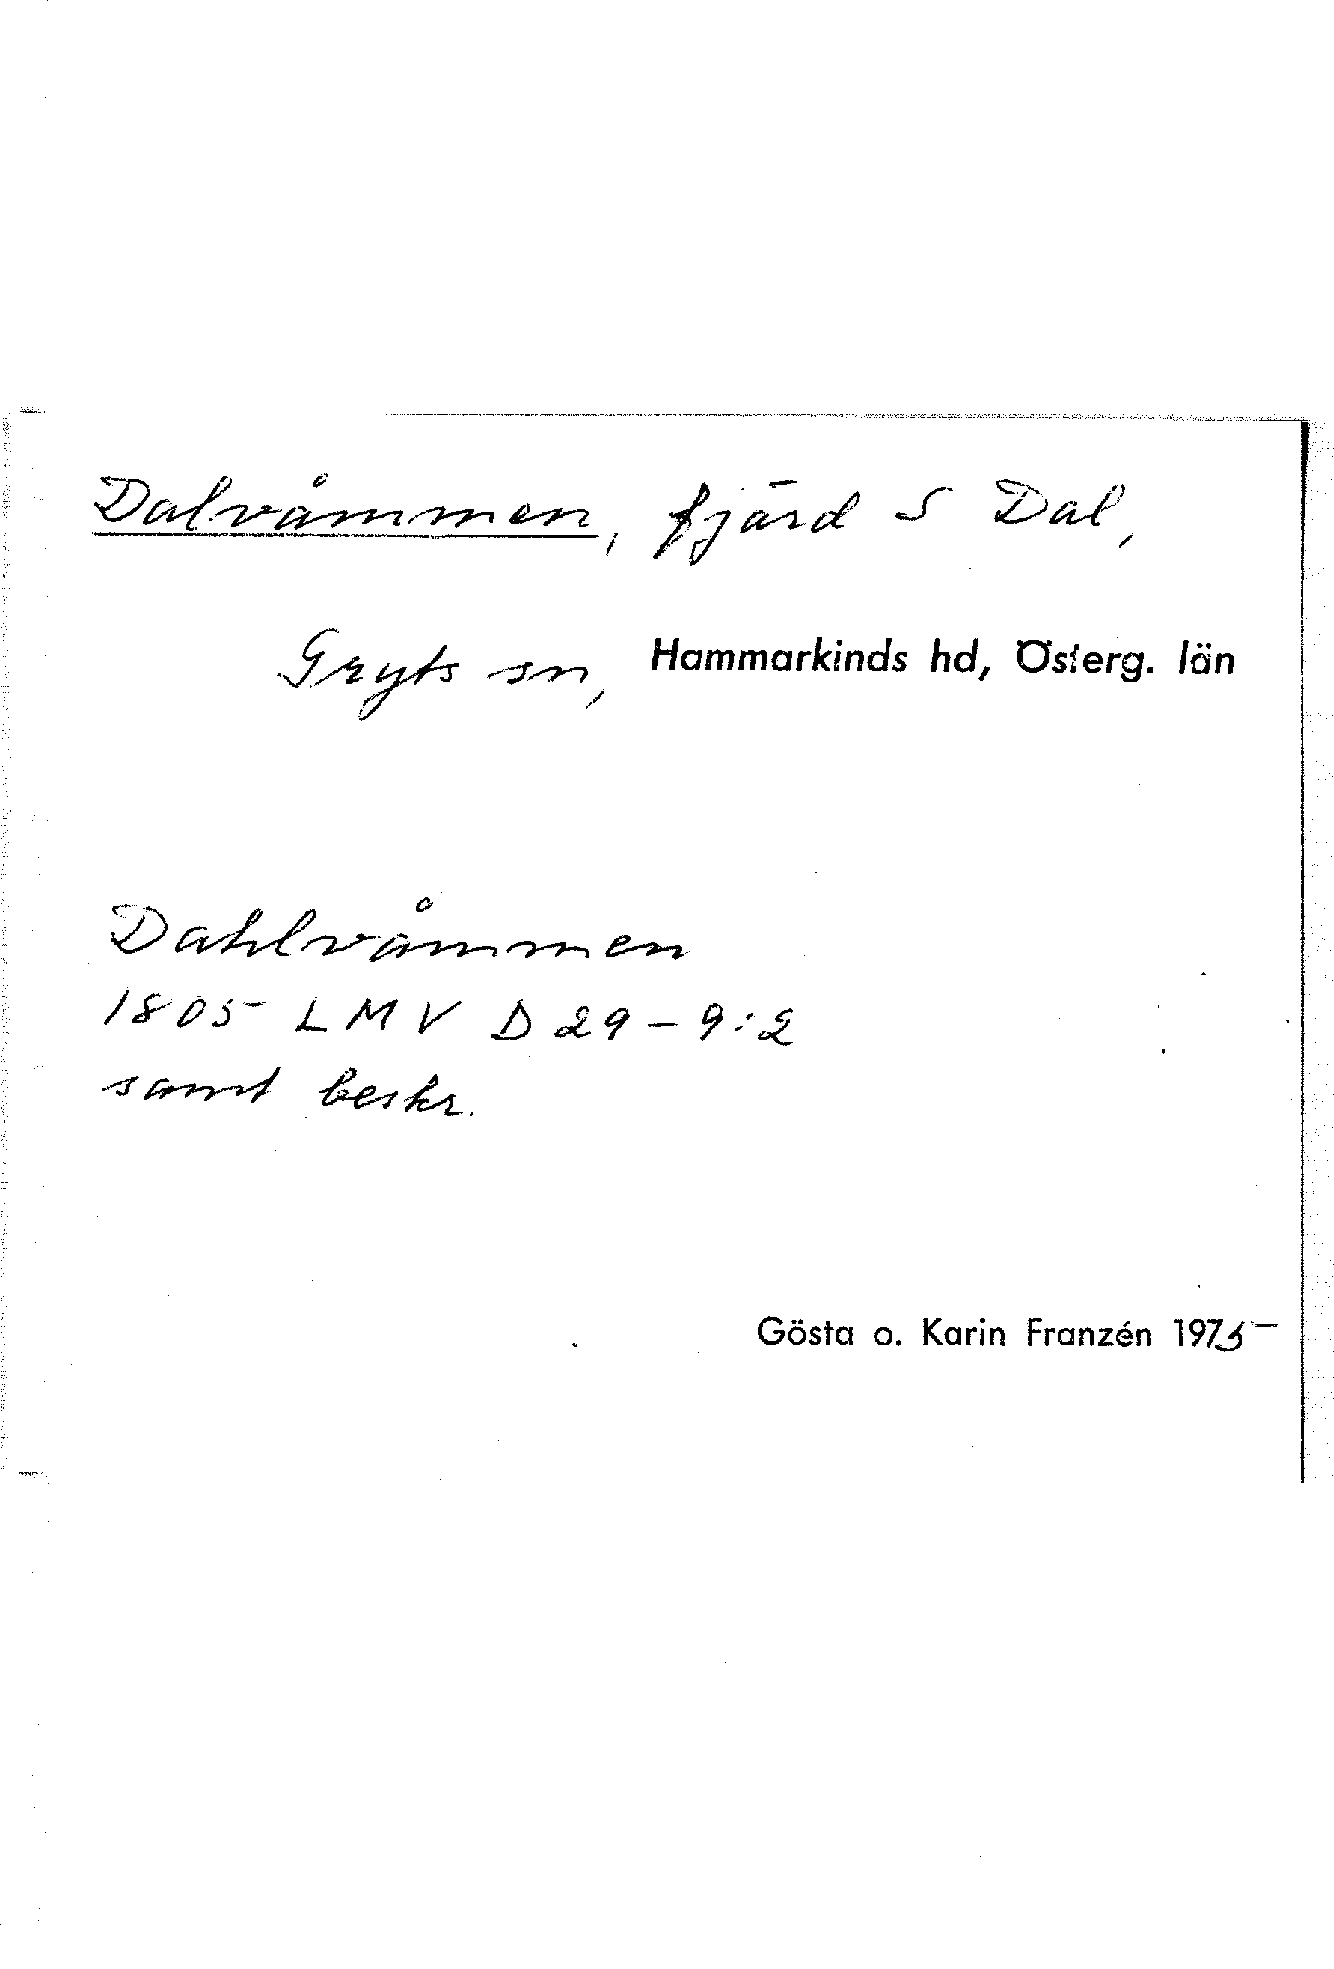 Dalvåmmen, fjärd S Dal,
Gryts sn, Hammarkinds hd, Österg. län
Dahlvåmmen
1805 LMV D29-9:2
samt beskr.
Gösta o. Karin Franzén 1975